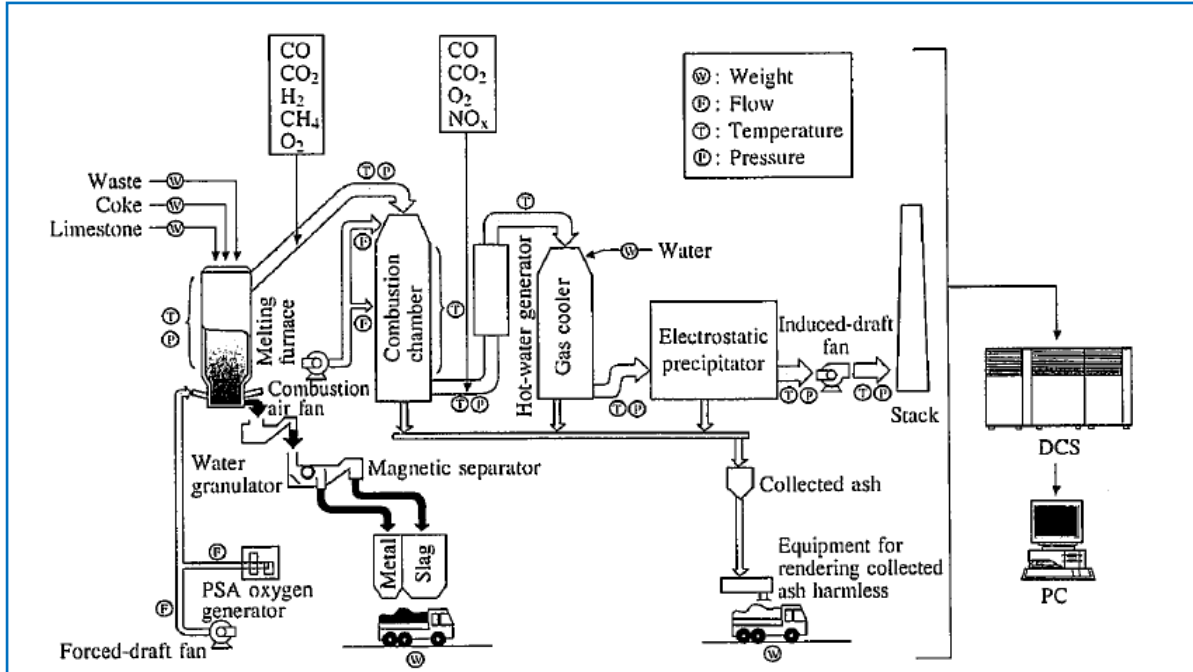 CO
CO₂
H₂
CH₄
O₂
CO
CO₂
O₂
NOₓ
Ⓦ: Weight
Ⓕ: Flow
Ⓣ: Temperature
Ⓟ: Pressure
Waste Ⓦ
Coke Ⓦ
Limestone Ⓦ
Ⓣ Ⓟ
Ⓣ
Ⓕ
Ⓕ
Ⓣ
Ⓦ Water
Ⓣ
Ⓟ
Melting
furnace
Combustion
chamber
Hot-water generator
Gas cooler
Electrostatic
precipitator
Induced-draft
fan
Combustion
air fan
Ⓣ Ⓟ
Ⓣ Ⓟ
Ⓣ Ⓟ
Ⓣ Ⓟ
Stack
DCS
Water
granulator
Magnetic separator
Collected ash
Metal
Slag
Equipment for
rendering collected
ash harmless
PC
Ⓕ
PSA oxygen
generator
Ⓕ
Forced-draft fan
Ⓦ
Ⓦ